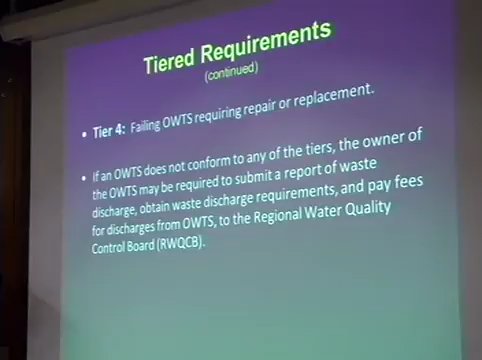 Tiered Requirements
(continued)
• Tier 4: Failing OWTS requiring repair or replacement.
• If an OWTS does not conform to any of the tiers, the owner of
the OWTS may be required to submit a report of waste
discharge, obtain waste discharge requirements, and pay fees
for discharges from OWTS, to the Regional Water Quality
Control Board (RWQCB).